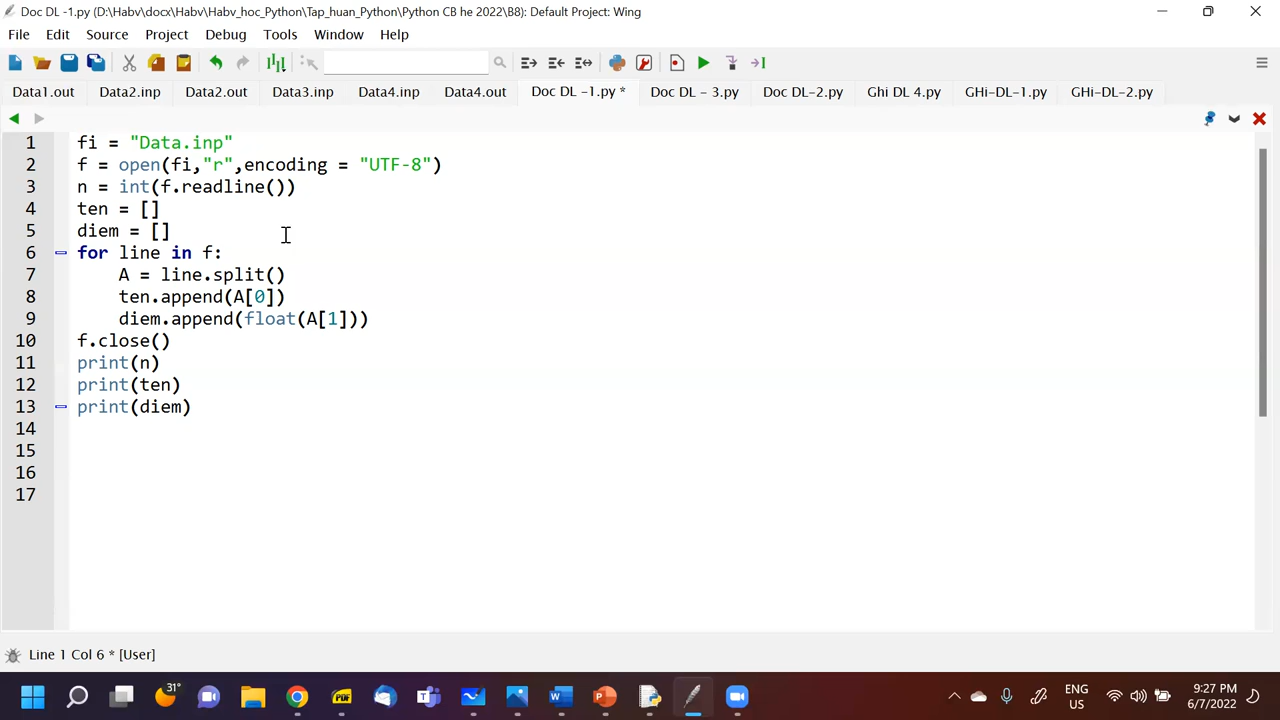 Doc DL -1.py (D:\Habv\docx\Habv\Habv_hoc_Python\Tap_huan_Python\Python CB he 2022\B8): Default Project: Wing
File Edit Source Project Debug Tools Window Help
Data1.out Data2.inp Data2.out Data3.inp Data4.inp Data4.out Doc DL -1.py * Doc DL - 3.py Doc DL-2.py Ghi DL 4.py GHi-DL-1.py GHi-DL-2.py
1 fi = "Data.inp"
2 f = open(fi,"r",encoding = "UTF-8")
3 n = int(f.readline())
4 ten = []
5 diem = []
6 for line in f:
7 A = line.split()
8 ten.append(A[0])
9 diem.append(float(A[1]))
10 f.close()
11 print(n)
12 print(ten)
13 print(diem)
14
15
16
17
Line 1 Col 6 * [User]
31°
PDF
ENG
US
9:27 PM
6/7/2022